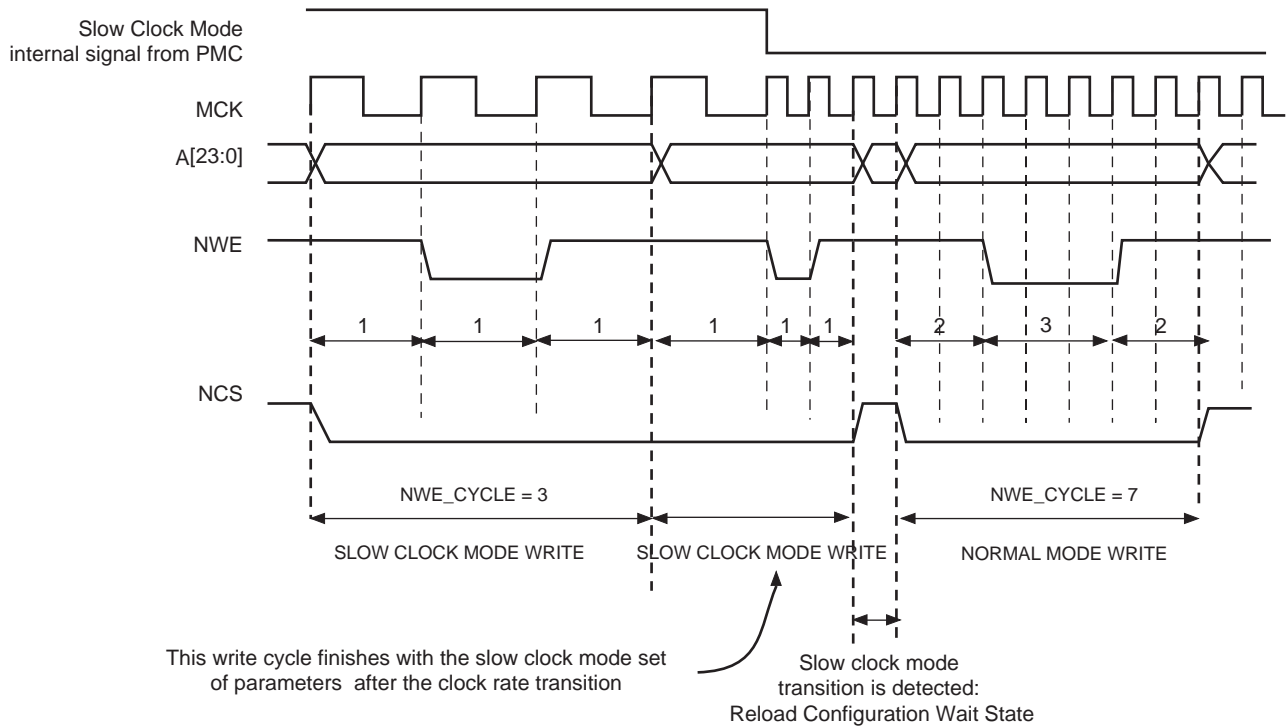 Slow Clock Mode
internal signal from PMC
MCK
A[23:0]
NWE
1 1 1 1 1 1 2 3 2
NCS
NWE_CYCLE = 3 NWE_CYCLE = 7
SLOW CLOCK MODE WRITE SLOW CLOCK MODE WRITE NORMAL MODE WRITE
This write cycle finishes with the slow clock mode set
of parameters after the clock rate transition
Slow clock mode
transition is detected:
Reload Configuration Wait State